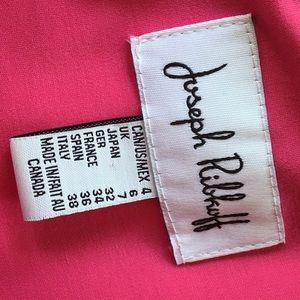 Joseph Ribkoff
CAN/US/MEX 4
UK 6
JAPAN 7
GER 32
FRANCE 34
SPAIN 36
ITALY 38
MADE IN/FAIT AU
CANADA